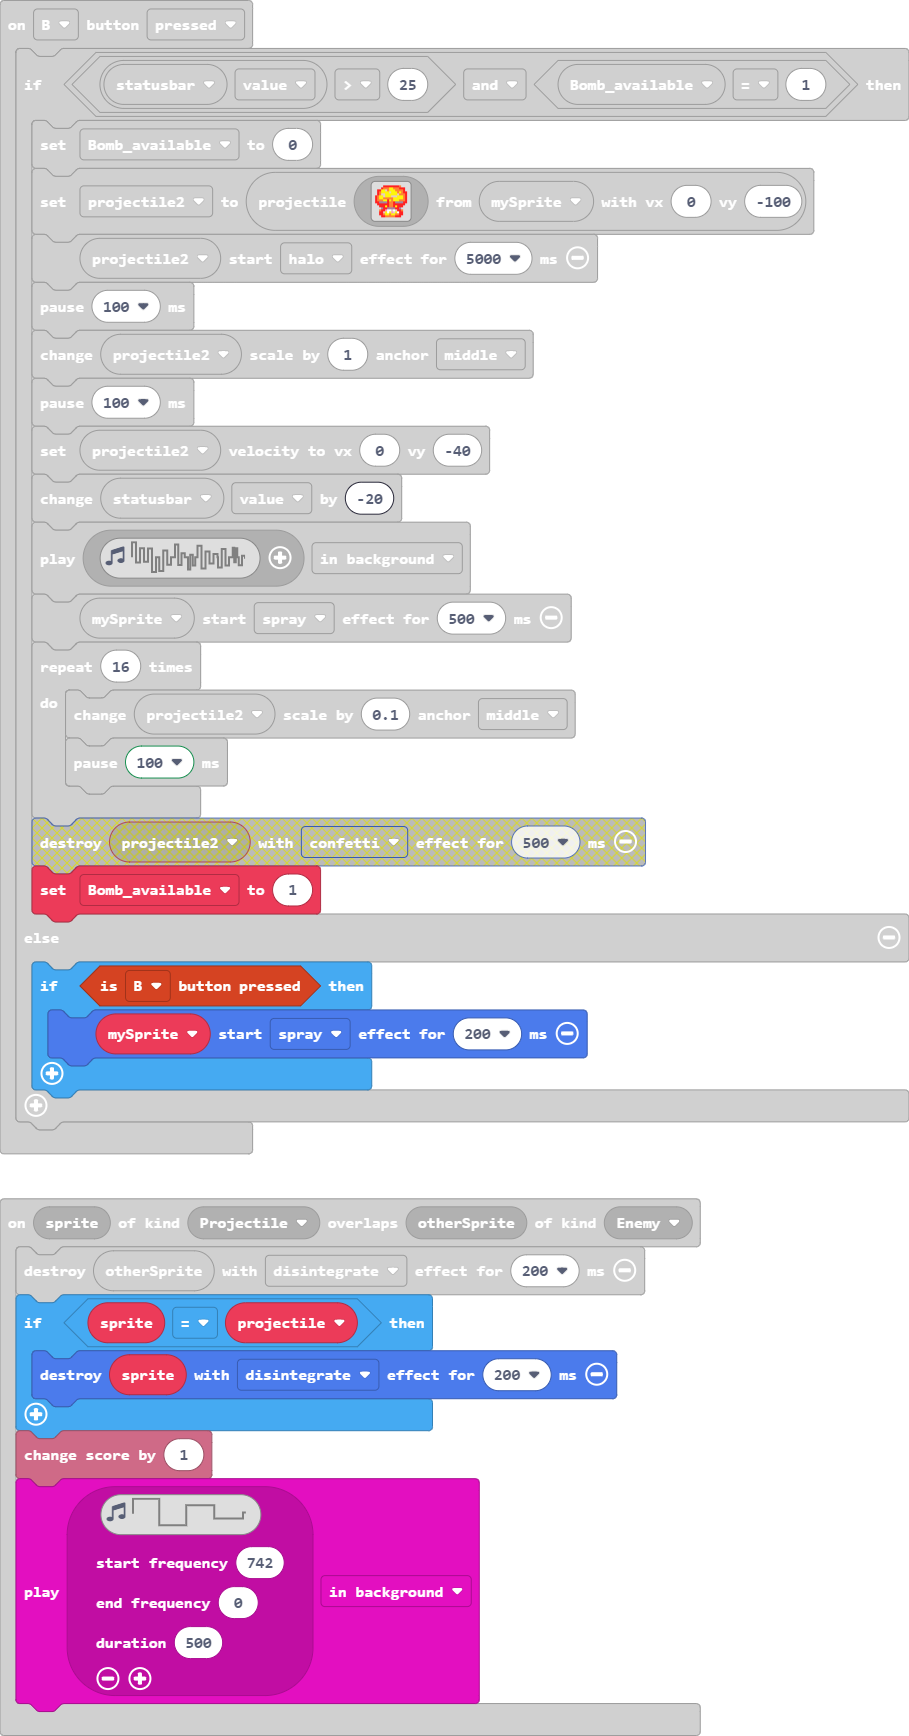 on B button pressed
if statusbar value > 25 and Bomb_available = 1 then
set Bomb_available to 0
set projectile2 to projectile from mySprite with vx 0 vy -100
projectile2 start halo effect for 5000 ms
pause 100 ms
change projectile2 scale by 1 anchor middle
pause 100 ms
set projectile2 velocity to vx 0 vy -40
change statusbar value by -20
play in background
mySprite start spray effect for 500 ms
repeat 16 times
do
change projectile2 scale by 0.1 anchor middle
pause 100 ms
destroy projectile2 with confetti effect for 500 ms
set Bomb_available to 1
else
if is B button pressed then
mySprite start spray effect for 200 ms
on sprite of kind Projectile overlaps otherSprite of kind Enemy
destroy otherSprite with disintegrate effect for 200 ms
if sprite = projectile then
destroy sprite with disintegrate effect for 200 ms
change score by 1
start frequency 742
play in background
end frequency 0
duration 500